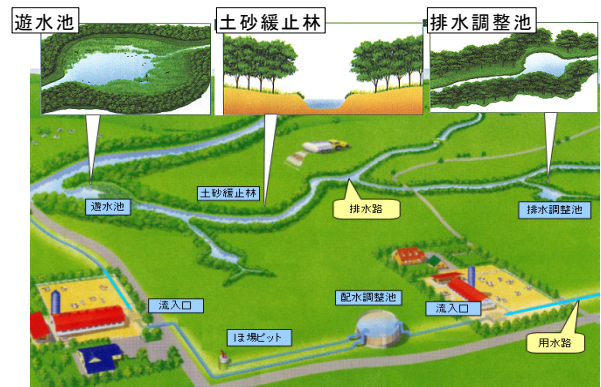 遊水池
土砂緩止林
排水調整池
土砂緩止林
遊水池
排水路
排水調整池
配水調整池
流入口
流入口
ほ場ピット
用水路